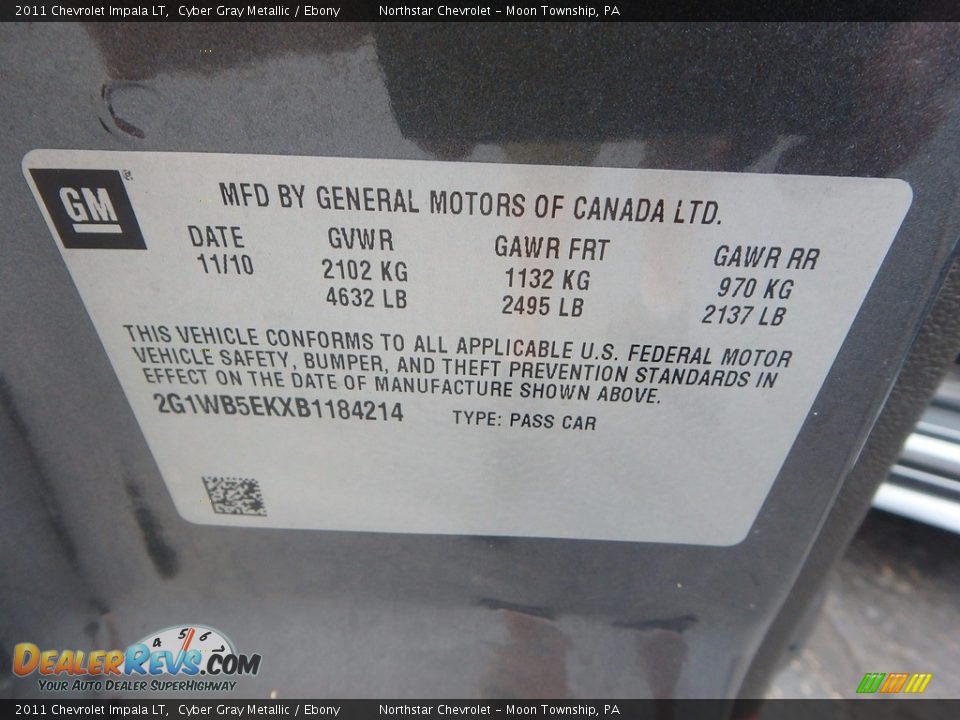 2011 Chevrolet Impala LT,  Cyber Gray Metallic / Ebony          Northstar Chevrolet - Moon Township, PA
GM®
MFD BY GENERAL MOTORS OF CANADA LTD.
DATE          GVWR          GAWR FRT          GAWR RR
11/10          2102 KG          1132 KG          970 KG
4632 LB          2495 LB          2137 LB
THIS VEHICLE CONFORMS TO ALL APPLICABLE U.S. FEDERAL MOTOR
VEHICLE SAFETY, BUMPER, AND THEFT PREVENTION STANDARDS IN
EFFECT ON THE DATE OF MANUFACTURE SHOWN ABOVE.
2G1WB5EKXB1184214          TYPE: PASS CAR
4 5 6
DEALERREVS.COM
YOUR AUTO DEALER SUPERHIGHWAY
2011 Chevrolet Impala LT,  Cyber Gray Metallic / Ebony          Northstar Chevrolet - Moon Township, PA